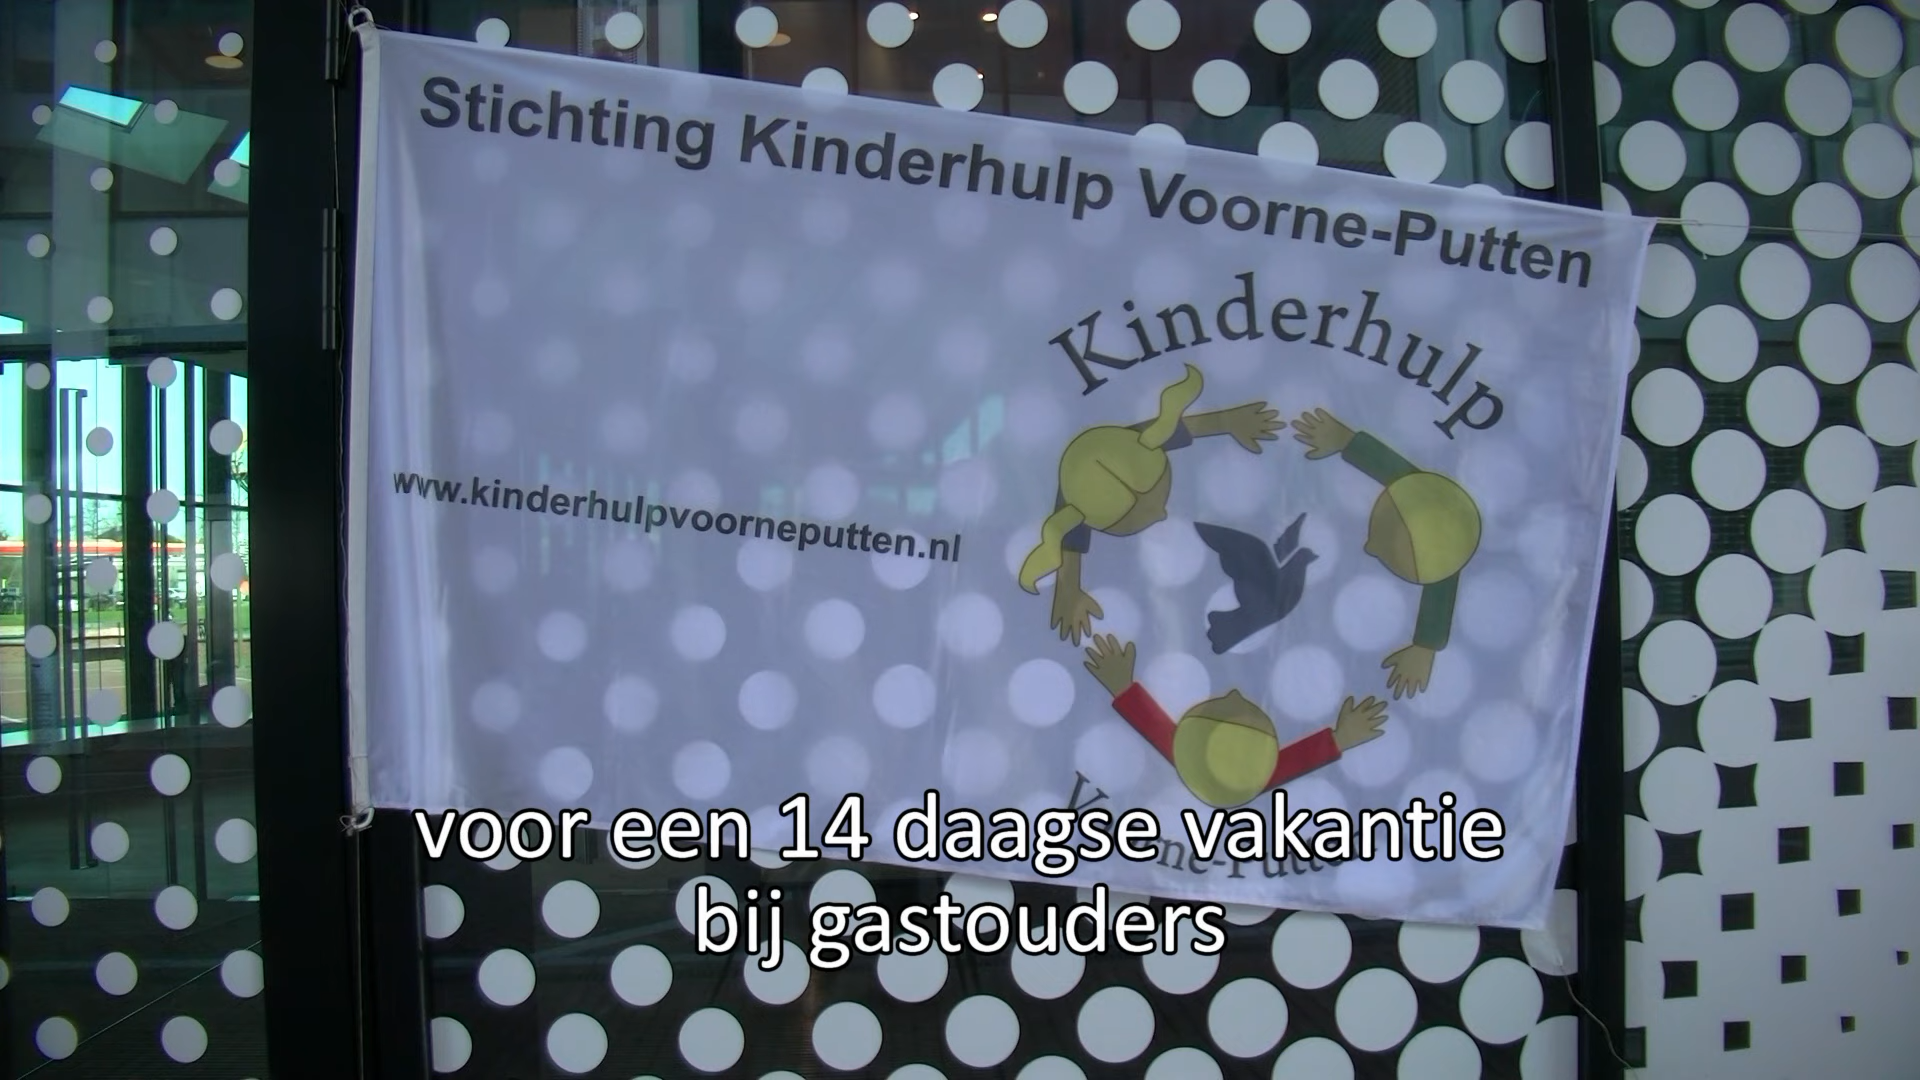 Stichting Kinderhulp Voorne-Putten
Kinderhulp
www.kinderhulpvoorneputten.nl
voor een 14 daagse vakantie
bij gastouders